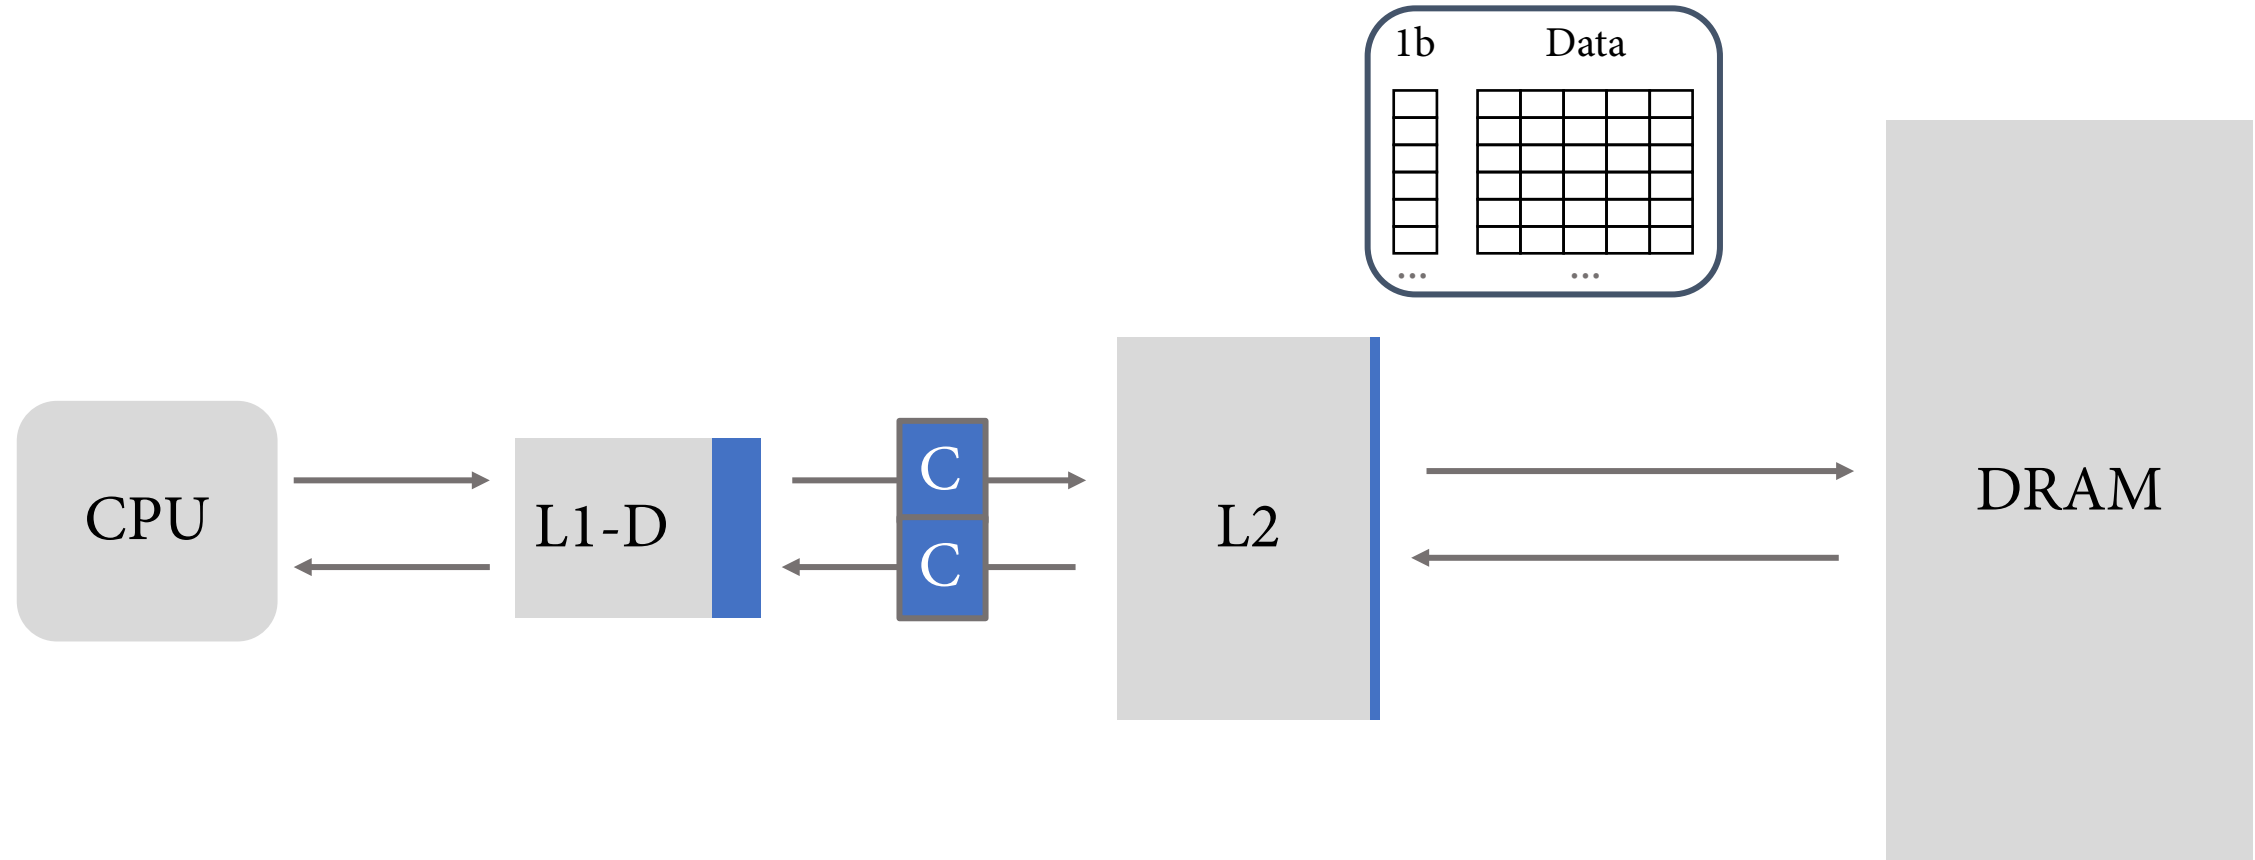 1b Data
... ...
CPU
L1-D
C
C
L2
DRAM